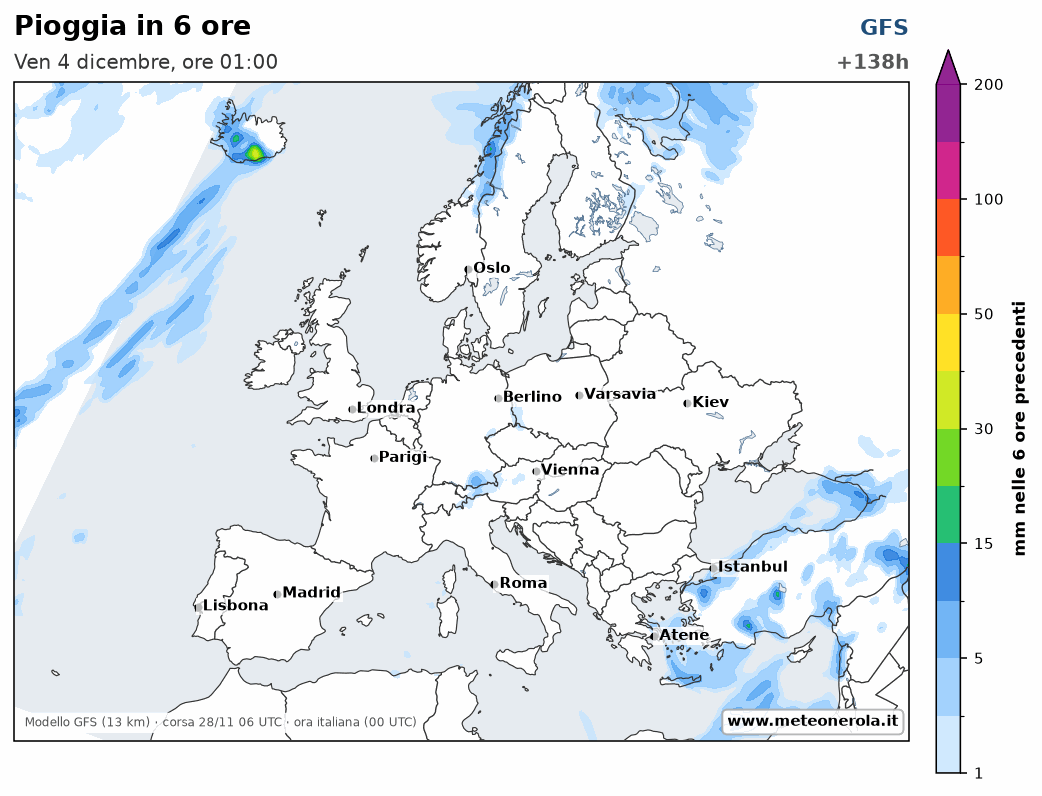 Pioggia in 6 ore
GFS
Ven 4 dicembre, ore 01:00
+138h
200
100
50
30
15
5
1
mm nelle 6 ore precedenti
Oslo
Berlino
Varsavia
Kiev
Londra
Parigi
Vienna
Istanbul
Roma
Madrid
Lisbona
Atene
Modello GFS (13 km) · corsa 28/11 06 UTC · ora italiana (00 UTC)
www.meteonerola.it